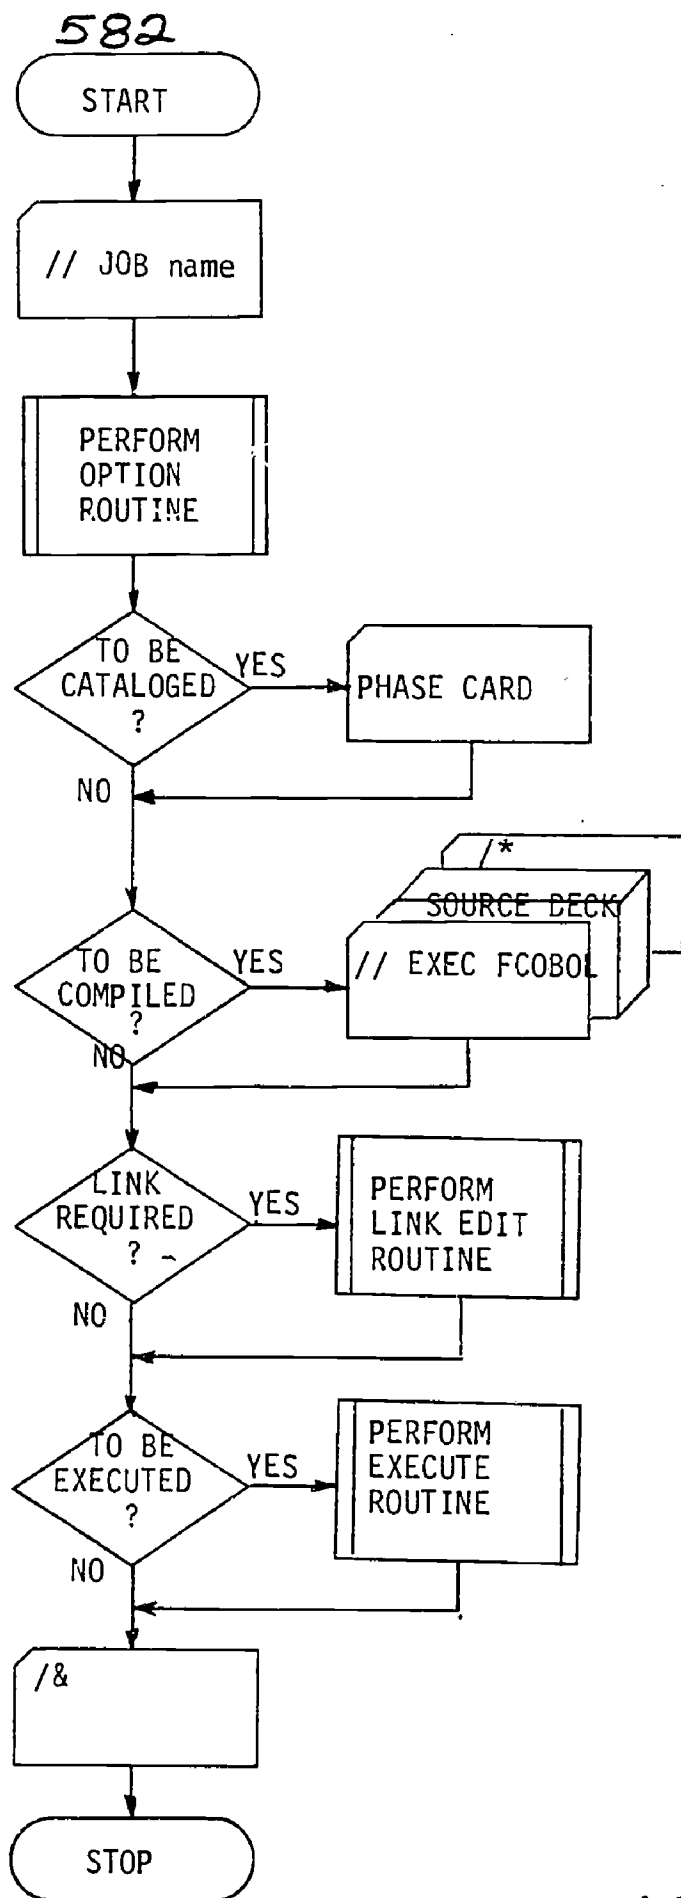 582
START
// JOB name
PERFORM
OPTION
ROUTINE
TO BE
CATALOGED
?
YES
PHASE CARD
NO
/*
SOURCE DECK
// EXEC FCOBOL
TO BE
COMPILED
?
YES
NO
LINK
REQUIRED
?
YES
PERFORM
LINK EDIT
ROUTINE
NO
TO BE
EXECUTED
?
YES
PERFORM
EXECUTE
ROUTINE
NO
/&
STOP